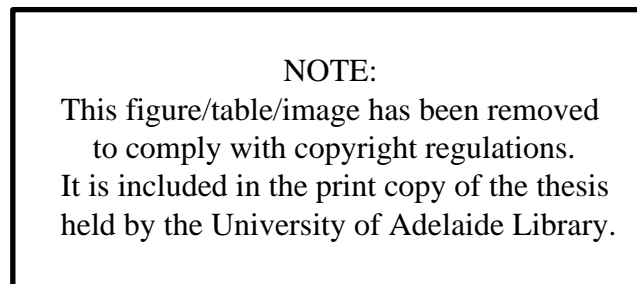 NOTE:
This figure/table/image has been removed
to comply with copyright regulations.
It is included in the print copy of the thesis
held by the University of Adelaide Library.